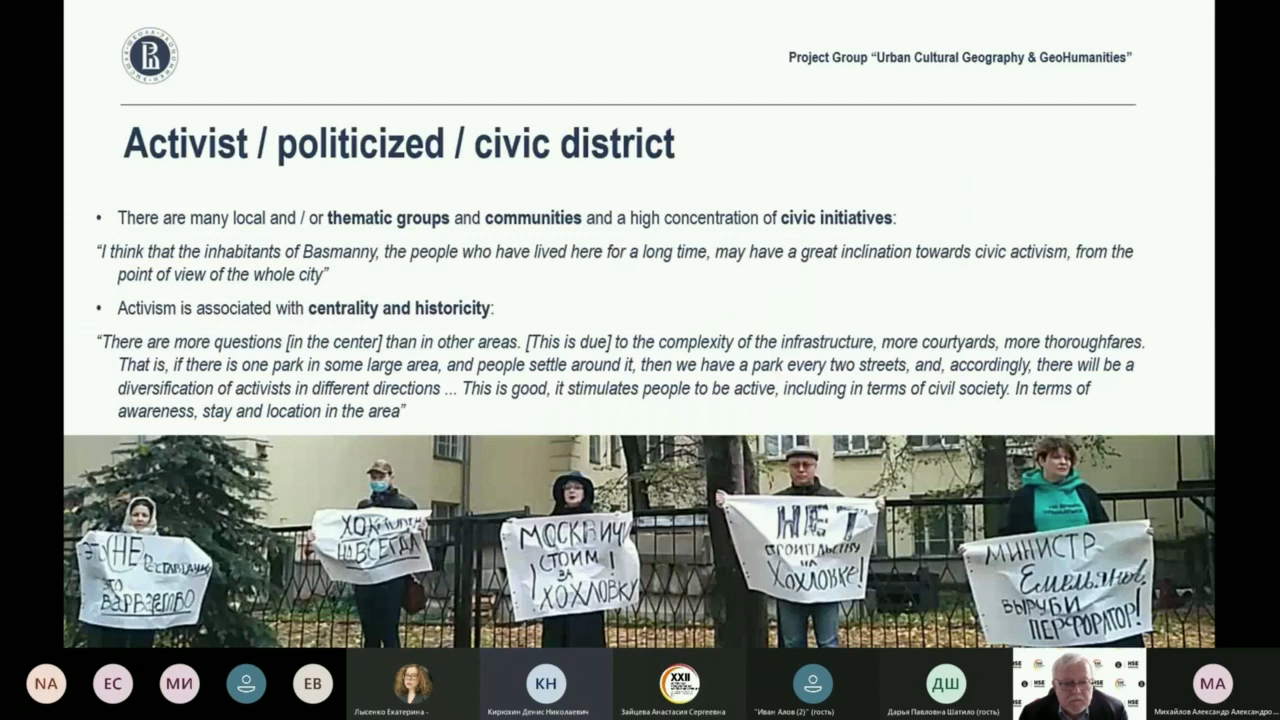 Project Group “Urban Cultural Geography & GeoHumanities”
Activist / politicized / civic district
• There are many local and / or thematic groups and communities and a high concentration of civic initiatives:
“I think that the inhabitants of Basmanny, the people who have lived here for a long time, may have a great inclination towards civic activism, from the
point of view of the whole city”
• Activism is associated with centrality and historicity:
“There are more questions [in the center] than in other areas. [This is due] to the complexity of the infrastructure, more courtyards, more thoroughfares.
That is, if there is one park in some large area, and people settle around it, then we have a park every two streets, and, accordingly, there will be a
diversification of activists in different directions ... This is good, it stimulates people to be active, including in terms of civil society. In terms of
awareness, stay and location in the area”
ЭТО НЕ
ЭТО
ВАРВАРСТВО
НАВСЕГДА
МОСКВИЧИ
СТОИМ
ЗА
ХОХЛОВКУ
НЕТ
СТРОИТЕЛЬСТВУ
НА
ХОХЛОВКЕ!
МИНИСТР
Емельянов,
ВЫРУБИ
ПЕРФОРАТОР!
NA
ЕС
МИ
ЕВ
Лысенко Екатерина -
КН
Кирюхин Денис Николаевич
XXII
Зайцева Анастасия Сергеевна
"Иван Алов (2)" (гость)
ДШ
Дарья Павловна Шатило (гость)
HSE
HSE
МА
Михайлов Александр Александро...